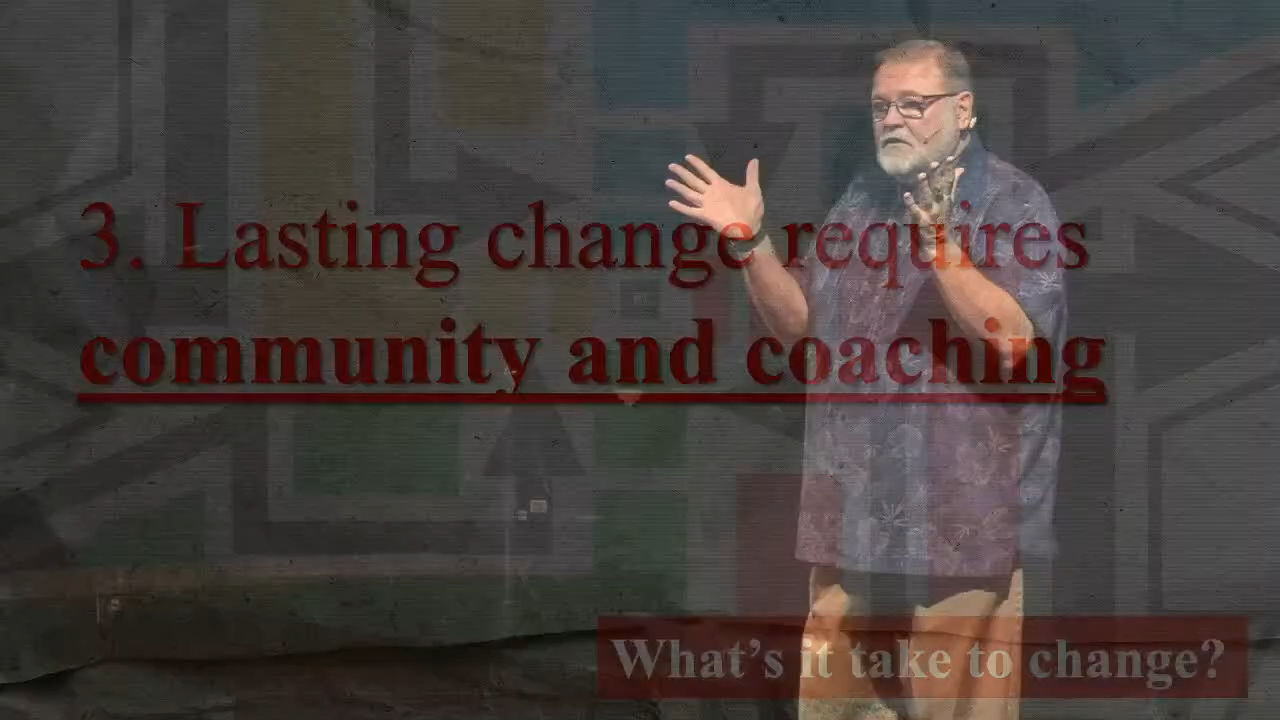 3. Lasting change requires
community and coaching
What's it take to change?